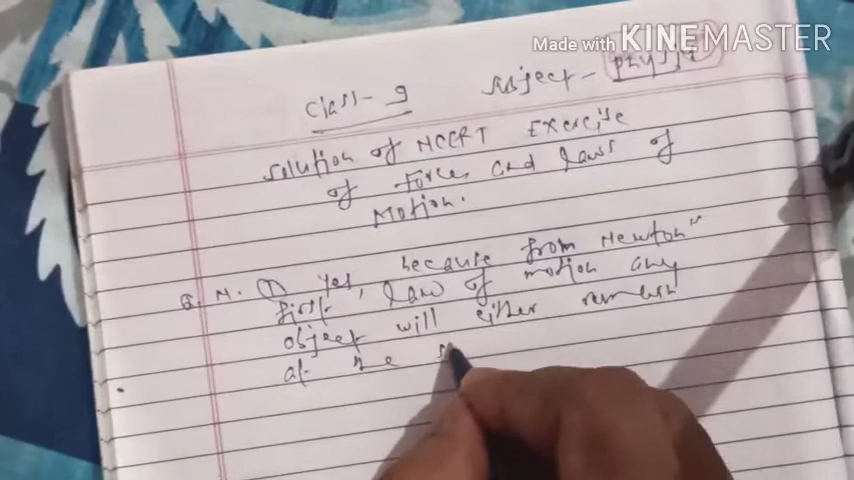 Made with KINEMASTER
Class - 9 Subject -
Solution of NCERT Exercise
of Forces and laws of
Motion.
Q. N. 1 Yes, because from Newton"
first law of motion any
object will either remain
at the